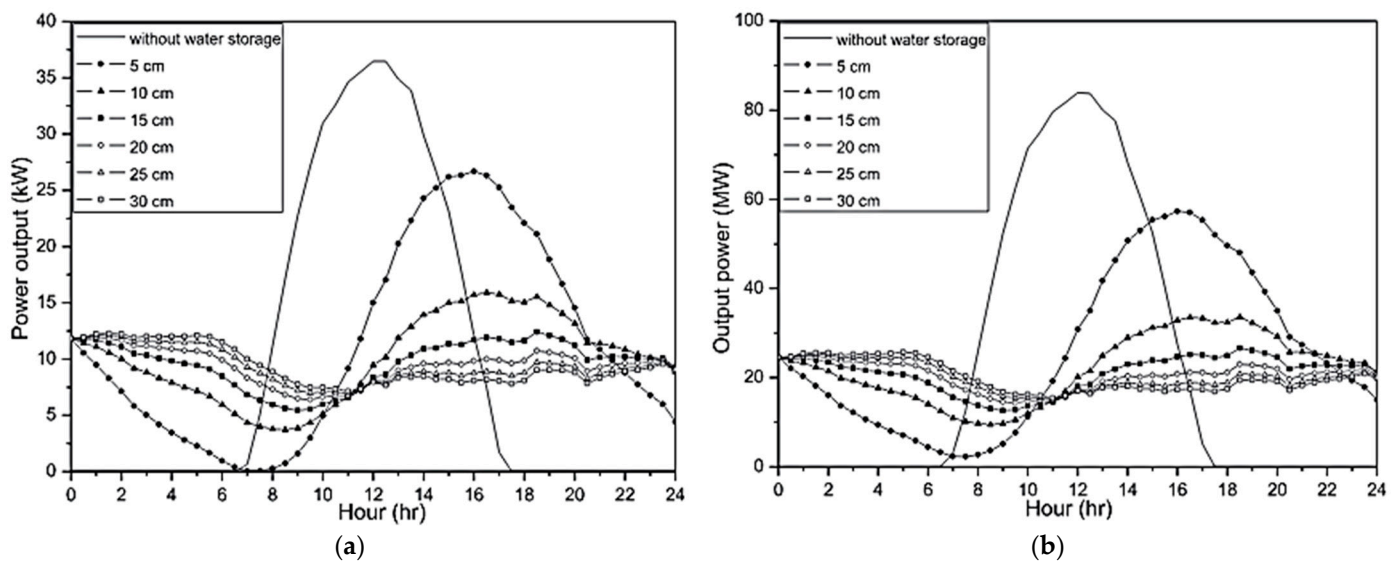 40
35
30
25
20
15
10
5
0
Power output (kW)
without water storage
5 cm
10 cm
15 cm
20 cm
25 cm
30 cm
0 2 4 6 8 10 12 14 16 18 20 22 24
Hour (hr)
(a)
100
80
60
40
20
0
Output power (MW)
without water storage
5 cm
10 cm
15 cm
20 cm
25 cm
30 cm
0 2 4 6 8 10 12 14 16 18 20 22 24
Hour (hr)
(b)